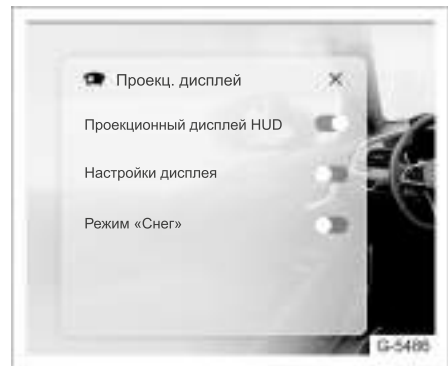 Проекц. дисплей
Проекционный дисплей HUD
Настройки дисплея
Режим «Снег»
G-5486